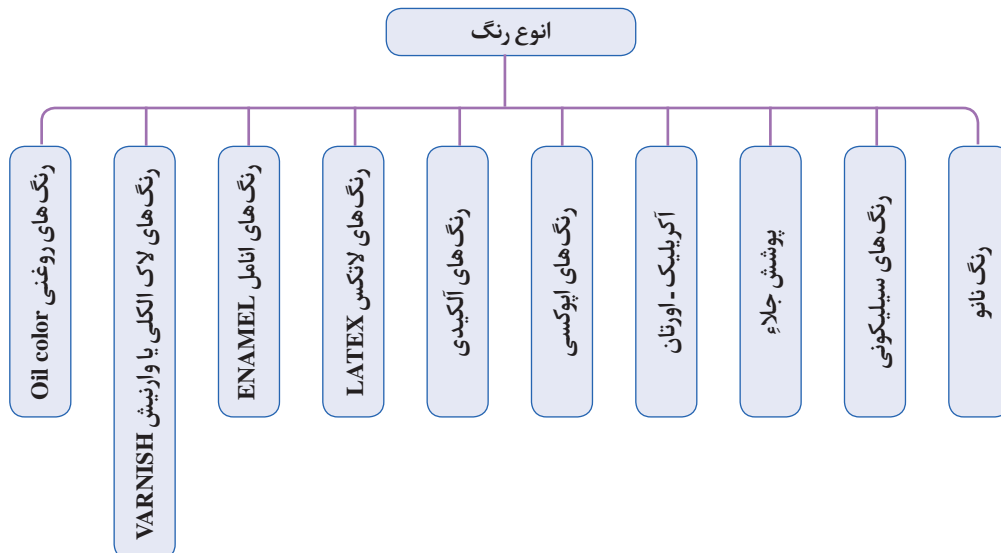 انوع رنگ
رنگ نانو
رنگ‌های سیلیکونی
پوشش جلاءِ
آکریلیک ـ اورتان
رنگ‌های اپوکسی
رنگ‌های آلکیدی
رنگ‌های لاتکس LATEX
رنگ‌های انامل ENAMEL
رنگ‌های لاک الکلی یا وارنیش VARNISH
رنگ‌های روغنی Oil color